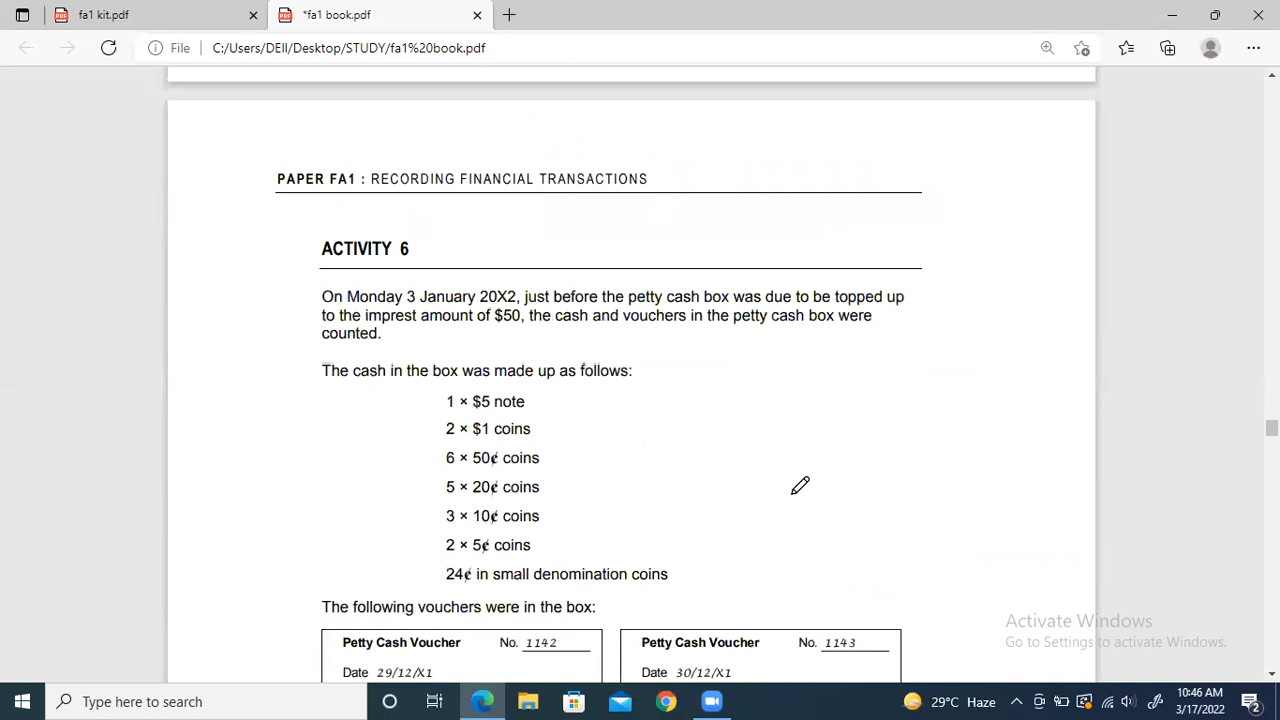 fa1 kit.pdf
*fa1 book.pdf
File C:/Users/DEll/Desktop/STUDY/fa1%20book.pdf
PAPER FA1 : RECORDING FINANCIAL TRANSACTIONS
ACTIVITY 6
On Monday 3 January 20X2, just before the petty cash box was due to be topped up
to the imprest amount of $50, the cash and vouchers in the petty cash box were
counted.
The cash in the box was made up as follows:
1 × $5 note
2 × $1 coins
6 × 50¢ coins
5 × 20¢ coins
3 × 10¢ coins
2 × 5¢ coins
24¢ in small denomination coins
The following vouchers were in the box:
Petty Cash Voucher No. 1142
Date 29/12/X1
Petty Cash Voucher No. 1143
Date 30/12/X1
Activate Windows
Go to Settings to activate Windows.
Type here to search
29°C Haze
10:46 AM
3/17/2022
2